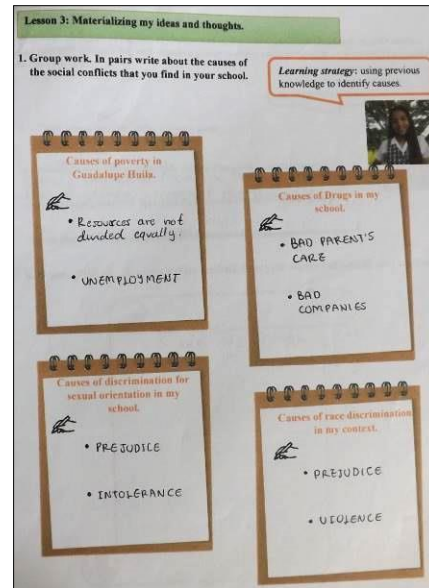 Lesson 3: Materializing my ideas and thoughts.
1. Group work. In pairs write about the causes of
the social conflicts that you find in your school.
Learning strategy: using previous
knowledge to identify causes.
Causes of poverty in
Guadalupe Huila.
• Resources are not
divided equally.
• UNEMPLOYMENT
Causes of Drugs in my
school.
• BAD PARENT'S
CARE
• BAD
COMPANIES
Causes of discrimination for
sexual orientation in my
school.
• PREJUDICE
• INTOLERANCE
Causes of race discrimination
in my context.
• PREJUDICE
• VIOLENCE